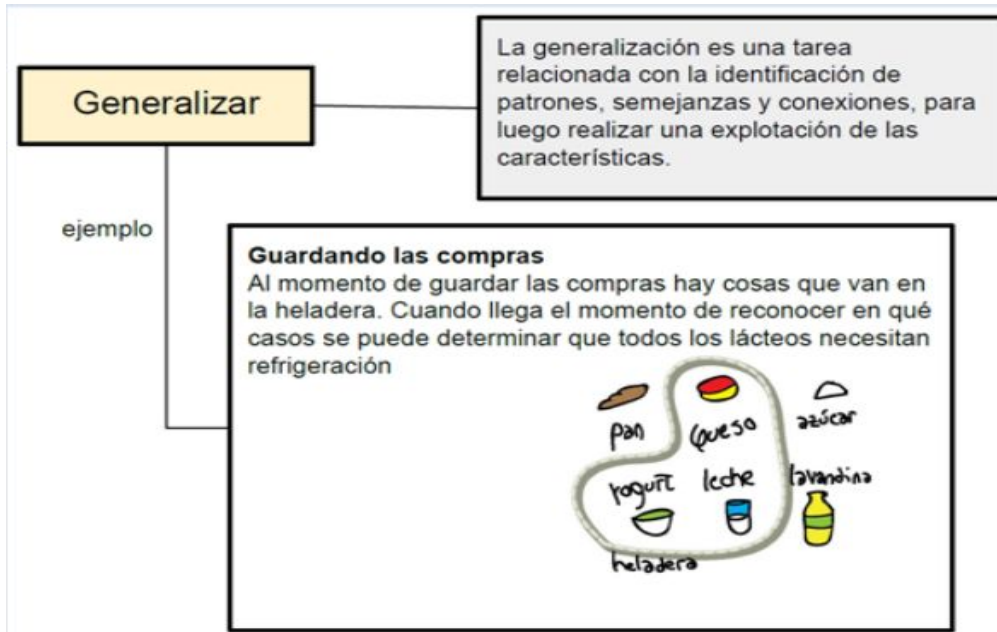 Generalizar
La generalización es una tarea
relacionada con la identificación de
patrones, semejanzas y conexiones, para
luego realizar una explotación de las
características.
ejemplo
Guardando las compras
Al momento de guardar las compras hay cosas que van en
la heladera. Cuando llega el momento de reconocer en qué
casos se puede determinar que todos los lácteos necesitan
refrigeración
pan
queso
azúcar
yogurt
leche
lavandina
heladera